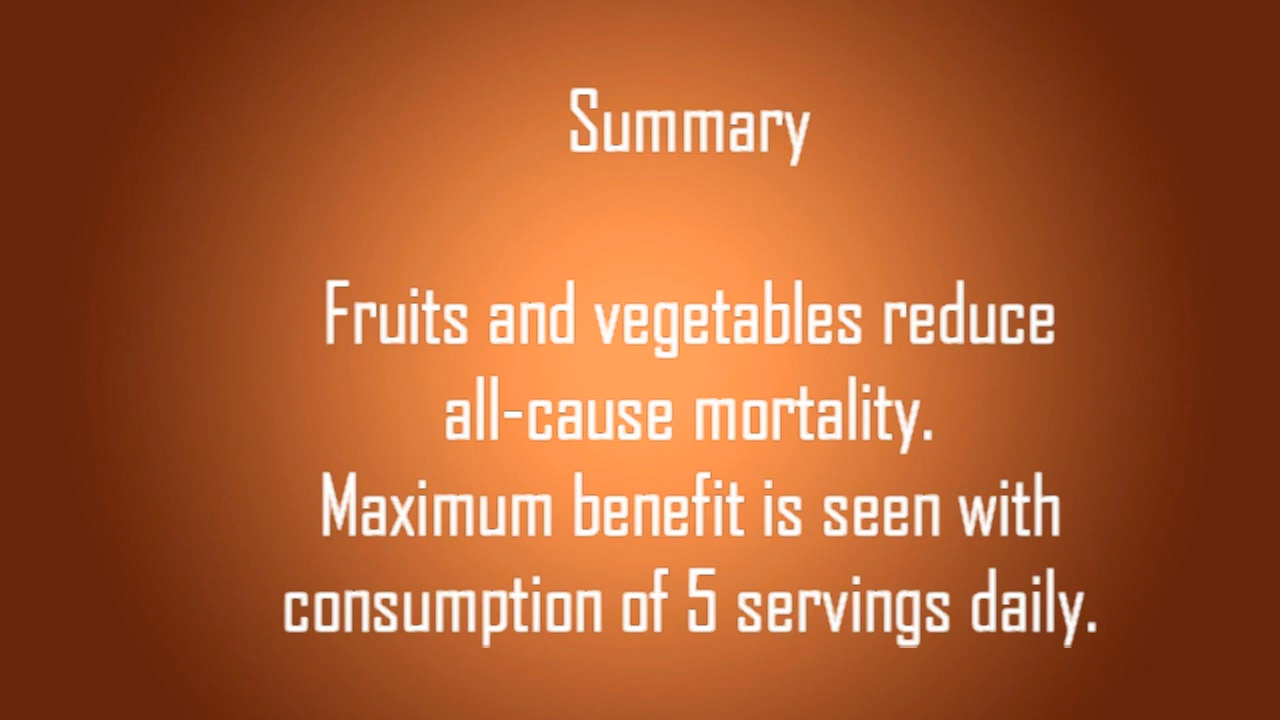 Summary
Fruits and vegetables reduce
all-cause mortality.
Maximum benefit is seen with
consumption of 5 servings daily.